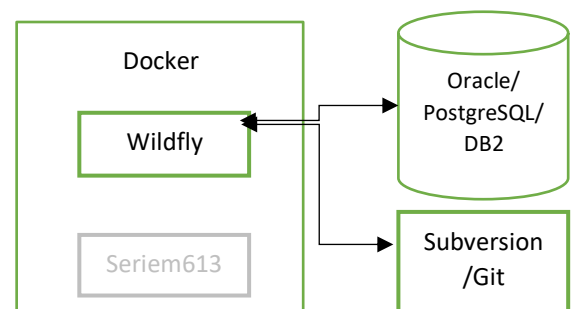 Docker
Wildfly
Seriem613
Oracle/
PostgreSQL/
DB2
Subversion
/Git